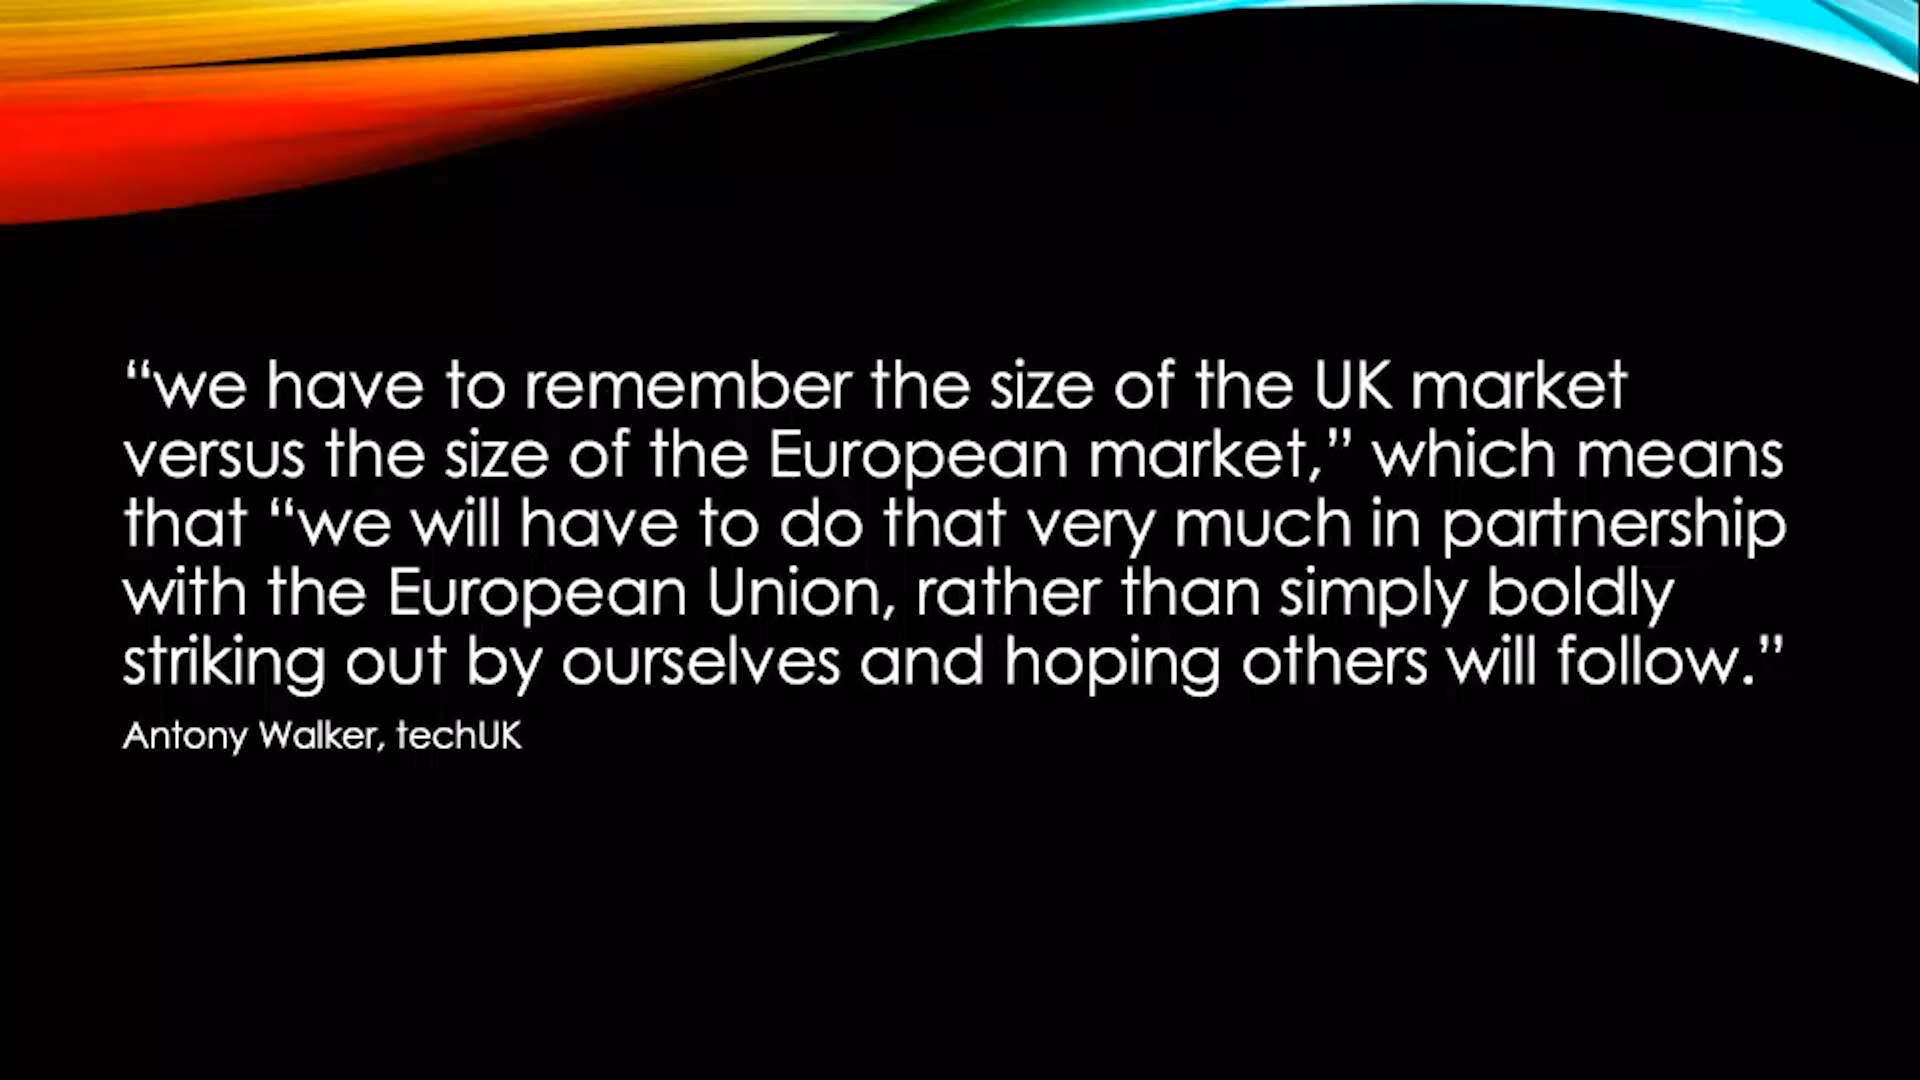 “we have to remember the size of the UK market
versus the size of the European market,” which means
that “we will have to do that very much in partnership
with the European Union, rather than simply boldly
striking out by ourselves and hoping others will follow.”
Antony Walker, techUK